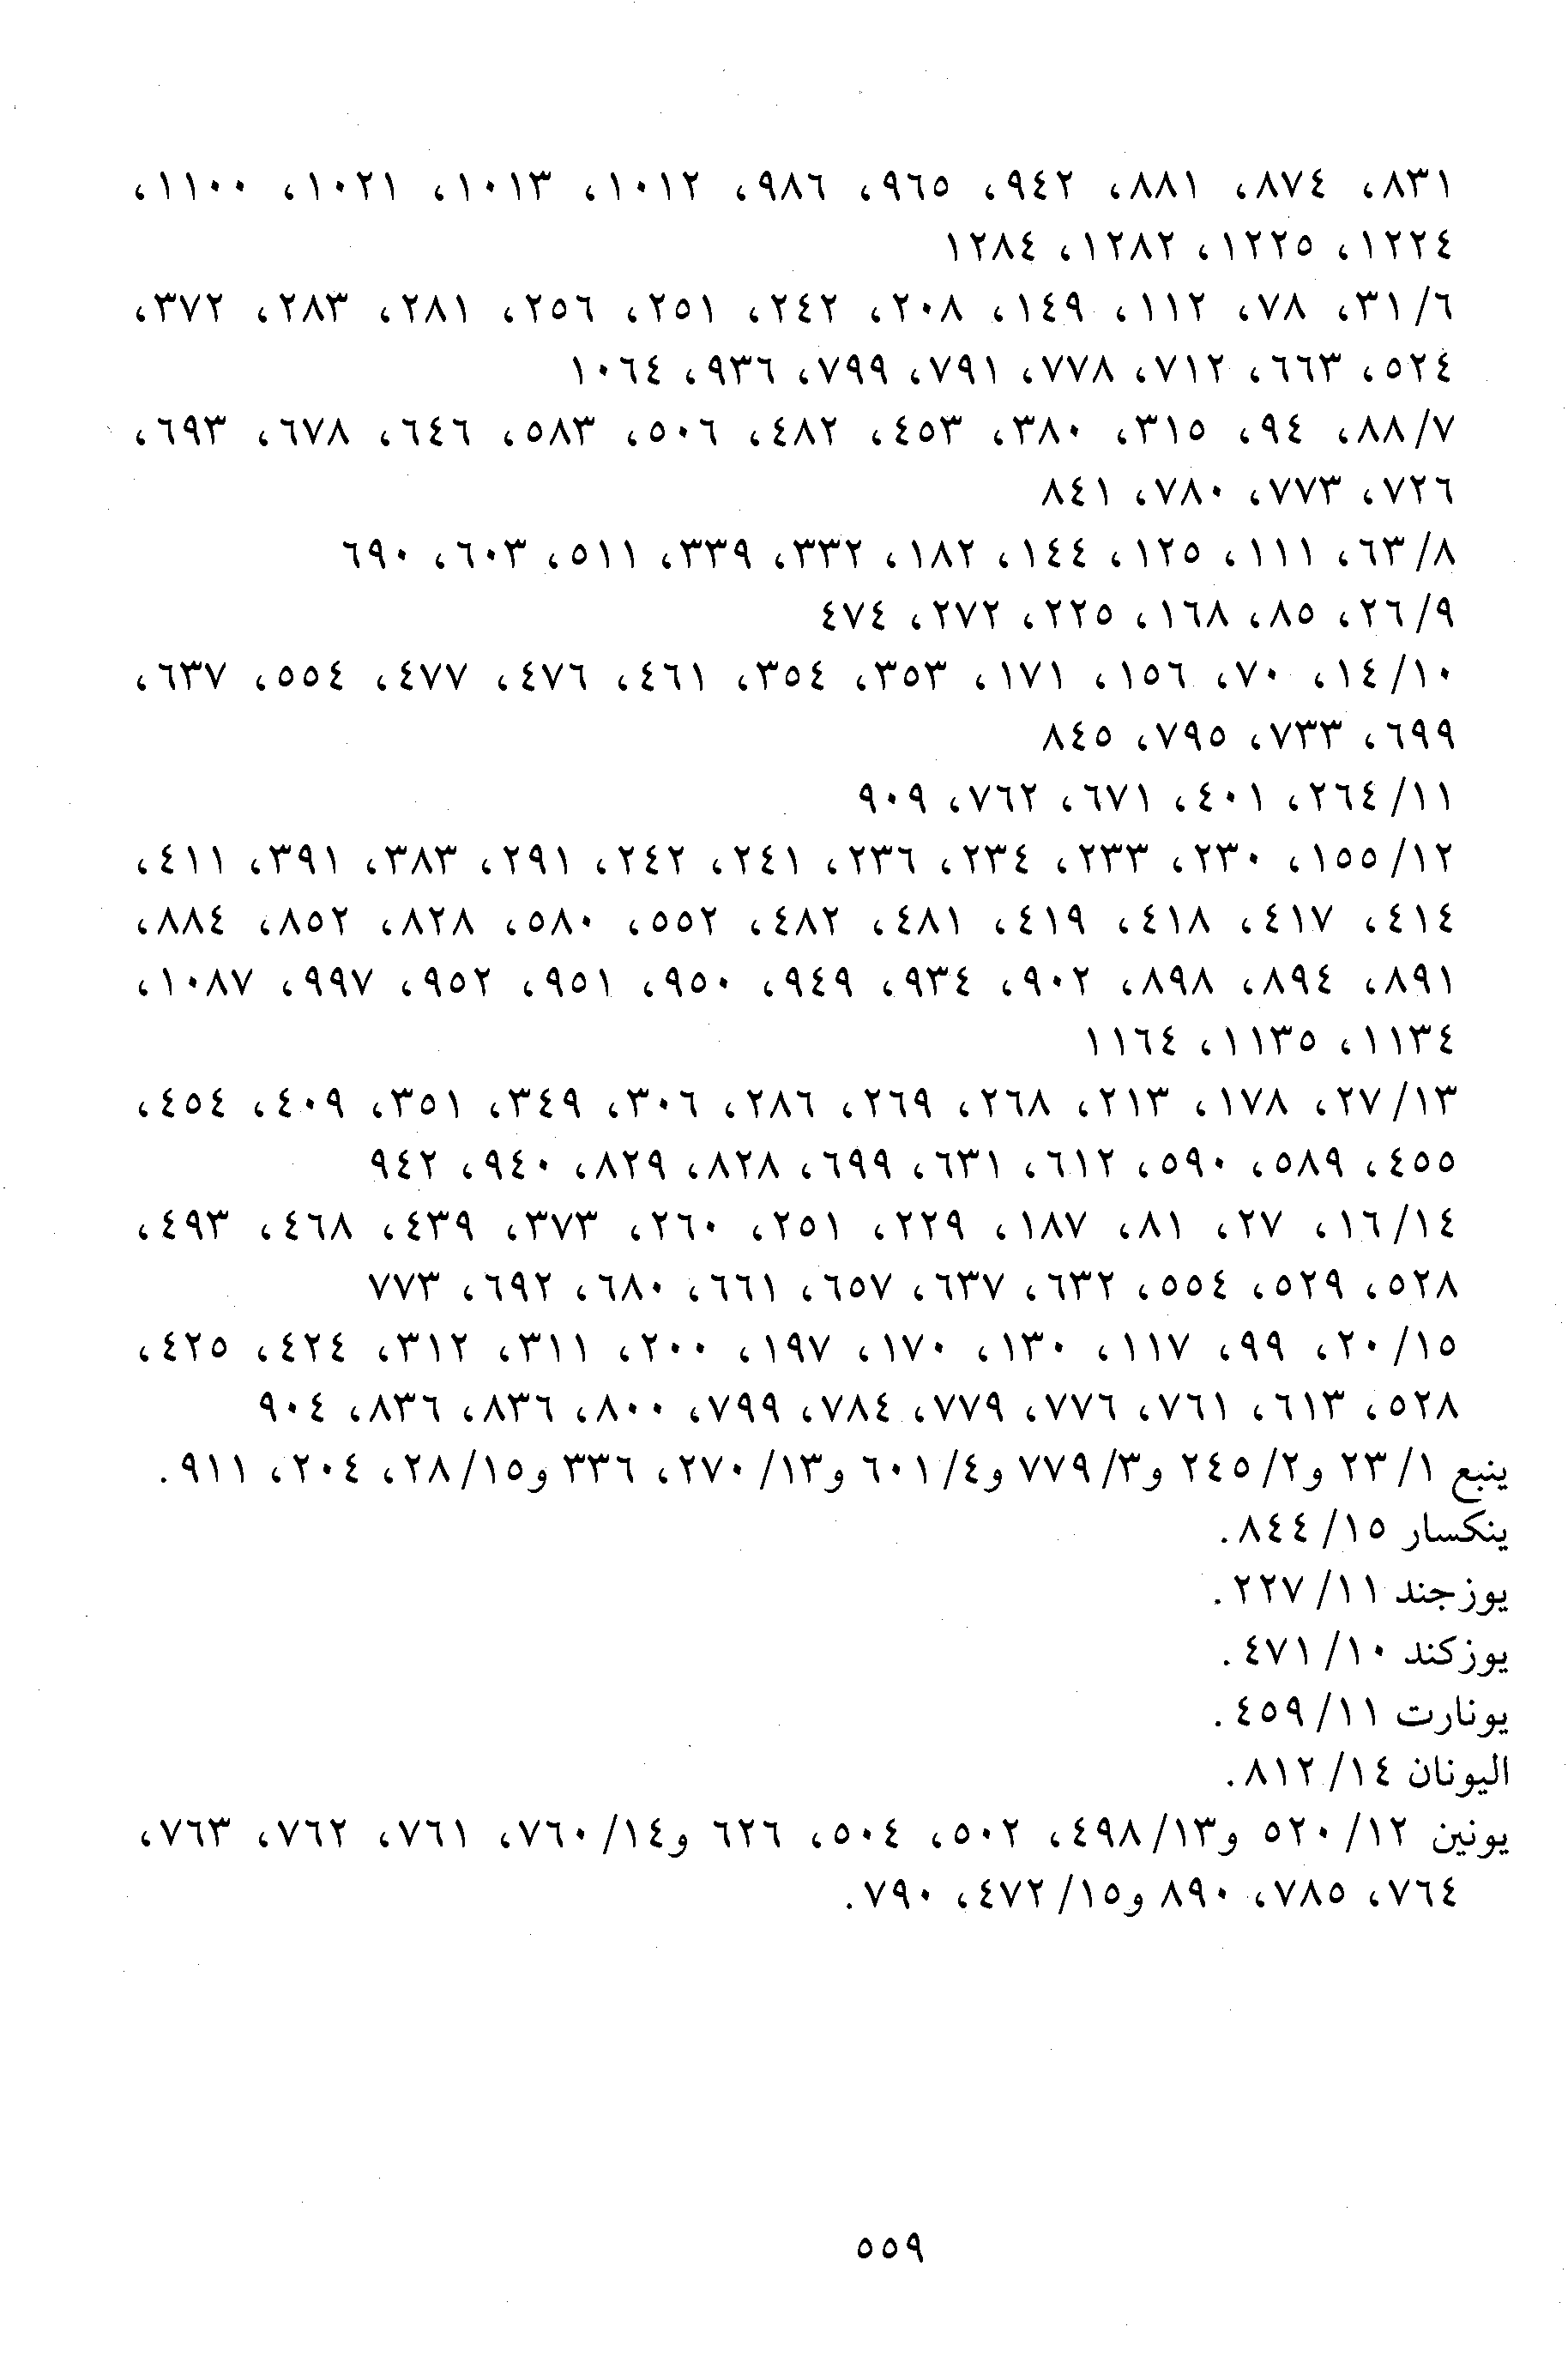 ٨٣١، ٨٧٤، ٨٨١، ٩٤٢، ٩٦٥، ٩٨٦، ١٠١٢، ١٠١٣، ١٠٢١، ١١٠٠،
١٢٢٤، ١٢٢٥، ١٢٨٢، ١٢٨٤
٦/ ٣١، ٧٨، ١١٢، ١٤٩، ٢٠٨، ٢٤٢، ٢٥١، ٢٥٦، ٢٨١، ٢٨٣، ٣٧٢،
٥٢٤، ٦٦٣، ٧١٢، ٧٧٨، ٧٩١، ٧٩٩، ٩٣٦، ١٠٦٤
٧/ ٨٨، ٩٤، ٣١٥، ٣٨٠، ٤٥٣، ٤٨٢، ٥٠٦، ٥٨٣، ٦٤٦، ٦٧٨، ٦٩٣،
٧٢٦، ٧٧٣، ٧٨٠، ٨٤١
٨/ ٦٣، ١١١، ١٢٥، ١٤٤، ١٨٢، ٣٣٢، ٣٣٩، ٥١١، ٦٠٣، ٦٩٠
٩/ ٢٦، ٨٥، ١٦٨، ٢٢٥، ٢٧٢، ٤٧٤
١٠/ ١٤، ٧٠، ١٥٦، ١٧١، ٣٥٣، ٣٥٤، ٤٦١، ٤٧٦، ٤٧٧، ٥٥٤، ٦٣٧،
٦٩٩، ٧٣٣، ٧٩٥، ٨٤٥
١١/ ٢٦٤، ٤٠١، ٦٧١، ٧٦٢، ٩٠٩
١٢/ ١٥٥، ٢٣٠، ٢٣٣، ٢٣٤، ٢٣٦، ٢٤١، ٢٤٢، ٢٩١، ٣٨٣، ٣٩١، ٤١١،
٤١٤، ٤١٧، ٤١٨، ٤١٩، ٤٨١، ٤٨٢، ٥٥٢، ٥٨٠، ٨٢٨، ٨٥٢، ٨٨٤،
٨٩١، ٨٩٤، ٨٩٨، ٩٠٢، ٩٣٤، ٩٤٩، ٩٥٠، ٩٥١، ٩٥٢، ٩٩٧، ١٠٨٧،
١١٣٤، ١١٣٥، ١١٦٤
١٣/ ٢٧، ١٧٨، ٢١٣، ٢٦٨، ٢٦٩، ٢٨٦، ٣٠٦، ٣٤٩، ٣٥١، ٤٠٩، ٤٥٤،
٤٥٥، ٥٨٩، ٥٩٠، ٦١٢، ٦٣١، ٦٩٩، ٨٢٨، ٨٢٩، ٩٤٠، ٩٤٢
١٤/ ١٦، ٢٧، ٨١، ١٨٧، ٢٢٩، ٢٥١، ٢٦٠، ٣٧٣، ٤٣٩، ٤٦٨، ٤٩٣،
٥٢٨، ٥٢٩، ٥٥٤، ٦٣٢، ٦٣٧، ٦٥٧، ٦٦١، ٦٨٠، ٦٩٢، ٧٧٣
١٥/ ٢٠، ٩٩، ١١٧، ١٣٠، ١٧٠، ١٩٧، ٢٠٠، ٣١١، ٣١٢، ٤٢٤، ٤٢٥،
٥٢٨، ٦١٣، ٧٦١، ٧٧٦، ٧٧٩، ٧٨٤، ٧٩٩، ٨٠٠، ٨٣٦، ٨٣٦، ٩٠٤
ينبع ١/ ٢٣ و٢/ ٢٤٥ و٣/ ٧٧٩ و٤/ ٦٠١ و١٣/ ٢٧٠، ٣٣٦ و١٥/ ٢٨، ٢٠٤، ٩١١.
ينكسار ١٥/ ٨٤٤.
يوزجند ١١/ ٢٢٧.
يوزكند ١٠/ ٤٧١.
يونارت ١١/ ٤٥٩.
اليونان ١٤/ ٨١٢.
يونين ١٢/ ٥٢٠ و١٣/ ٤٩٨، ٥٠٢، ٥٠٤، ٦٢٦ و١٤/ ٧٦٠، ٧٦١، ٧٦٢، ٧٦٣،
٧٦٤، ٧٨٥، ٨٩٠ و١٥/ ٤٧٢، ٧٩٠.
٥٥٩